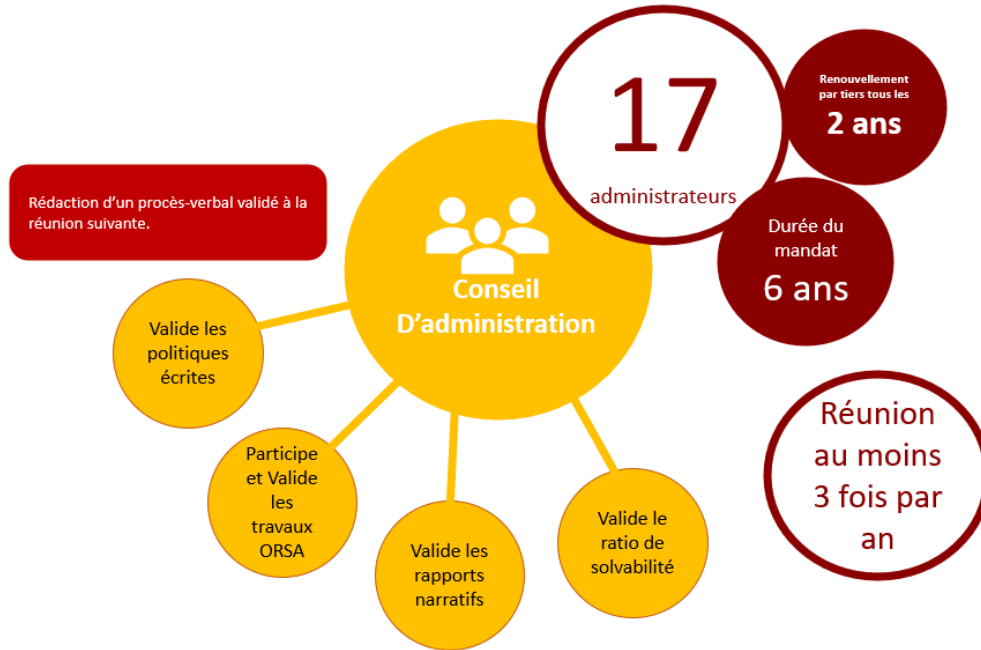 17
administrateurs
Renouvellement
par tiers tous les
2 ans
Durée du
mandat
6 ans
Rédaction d’un procès-verbal validé à la
réunion suivante.
Conseil
D’administration
Valide les
politiques
écrites
Participe
et Valide
les
travaux
ORSA
Valide les
rapports
narratifs
Valide le
ratio de
solvabilité
Réunion
au moins
3 fois par
an